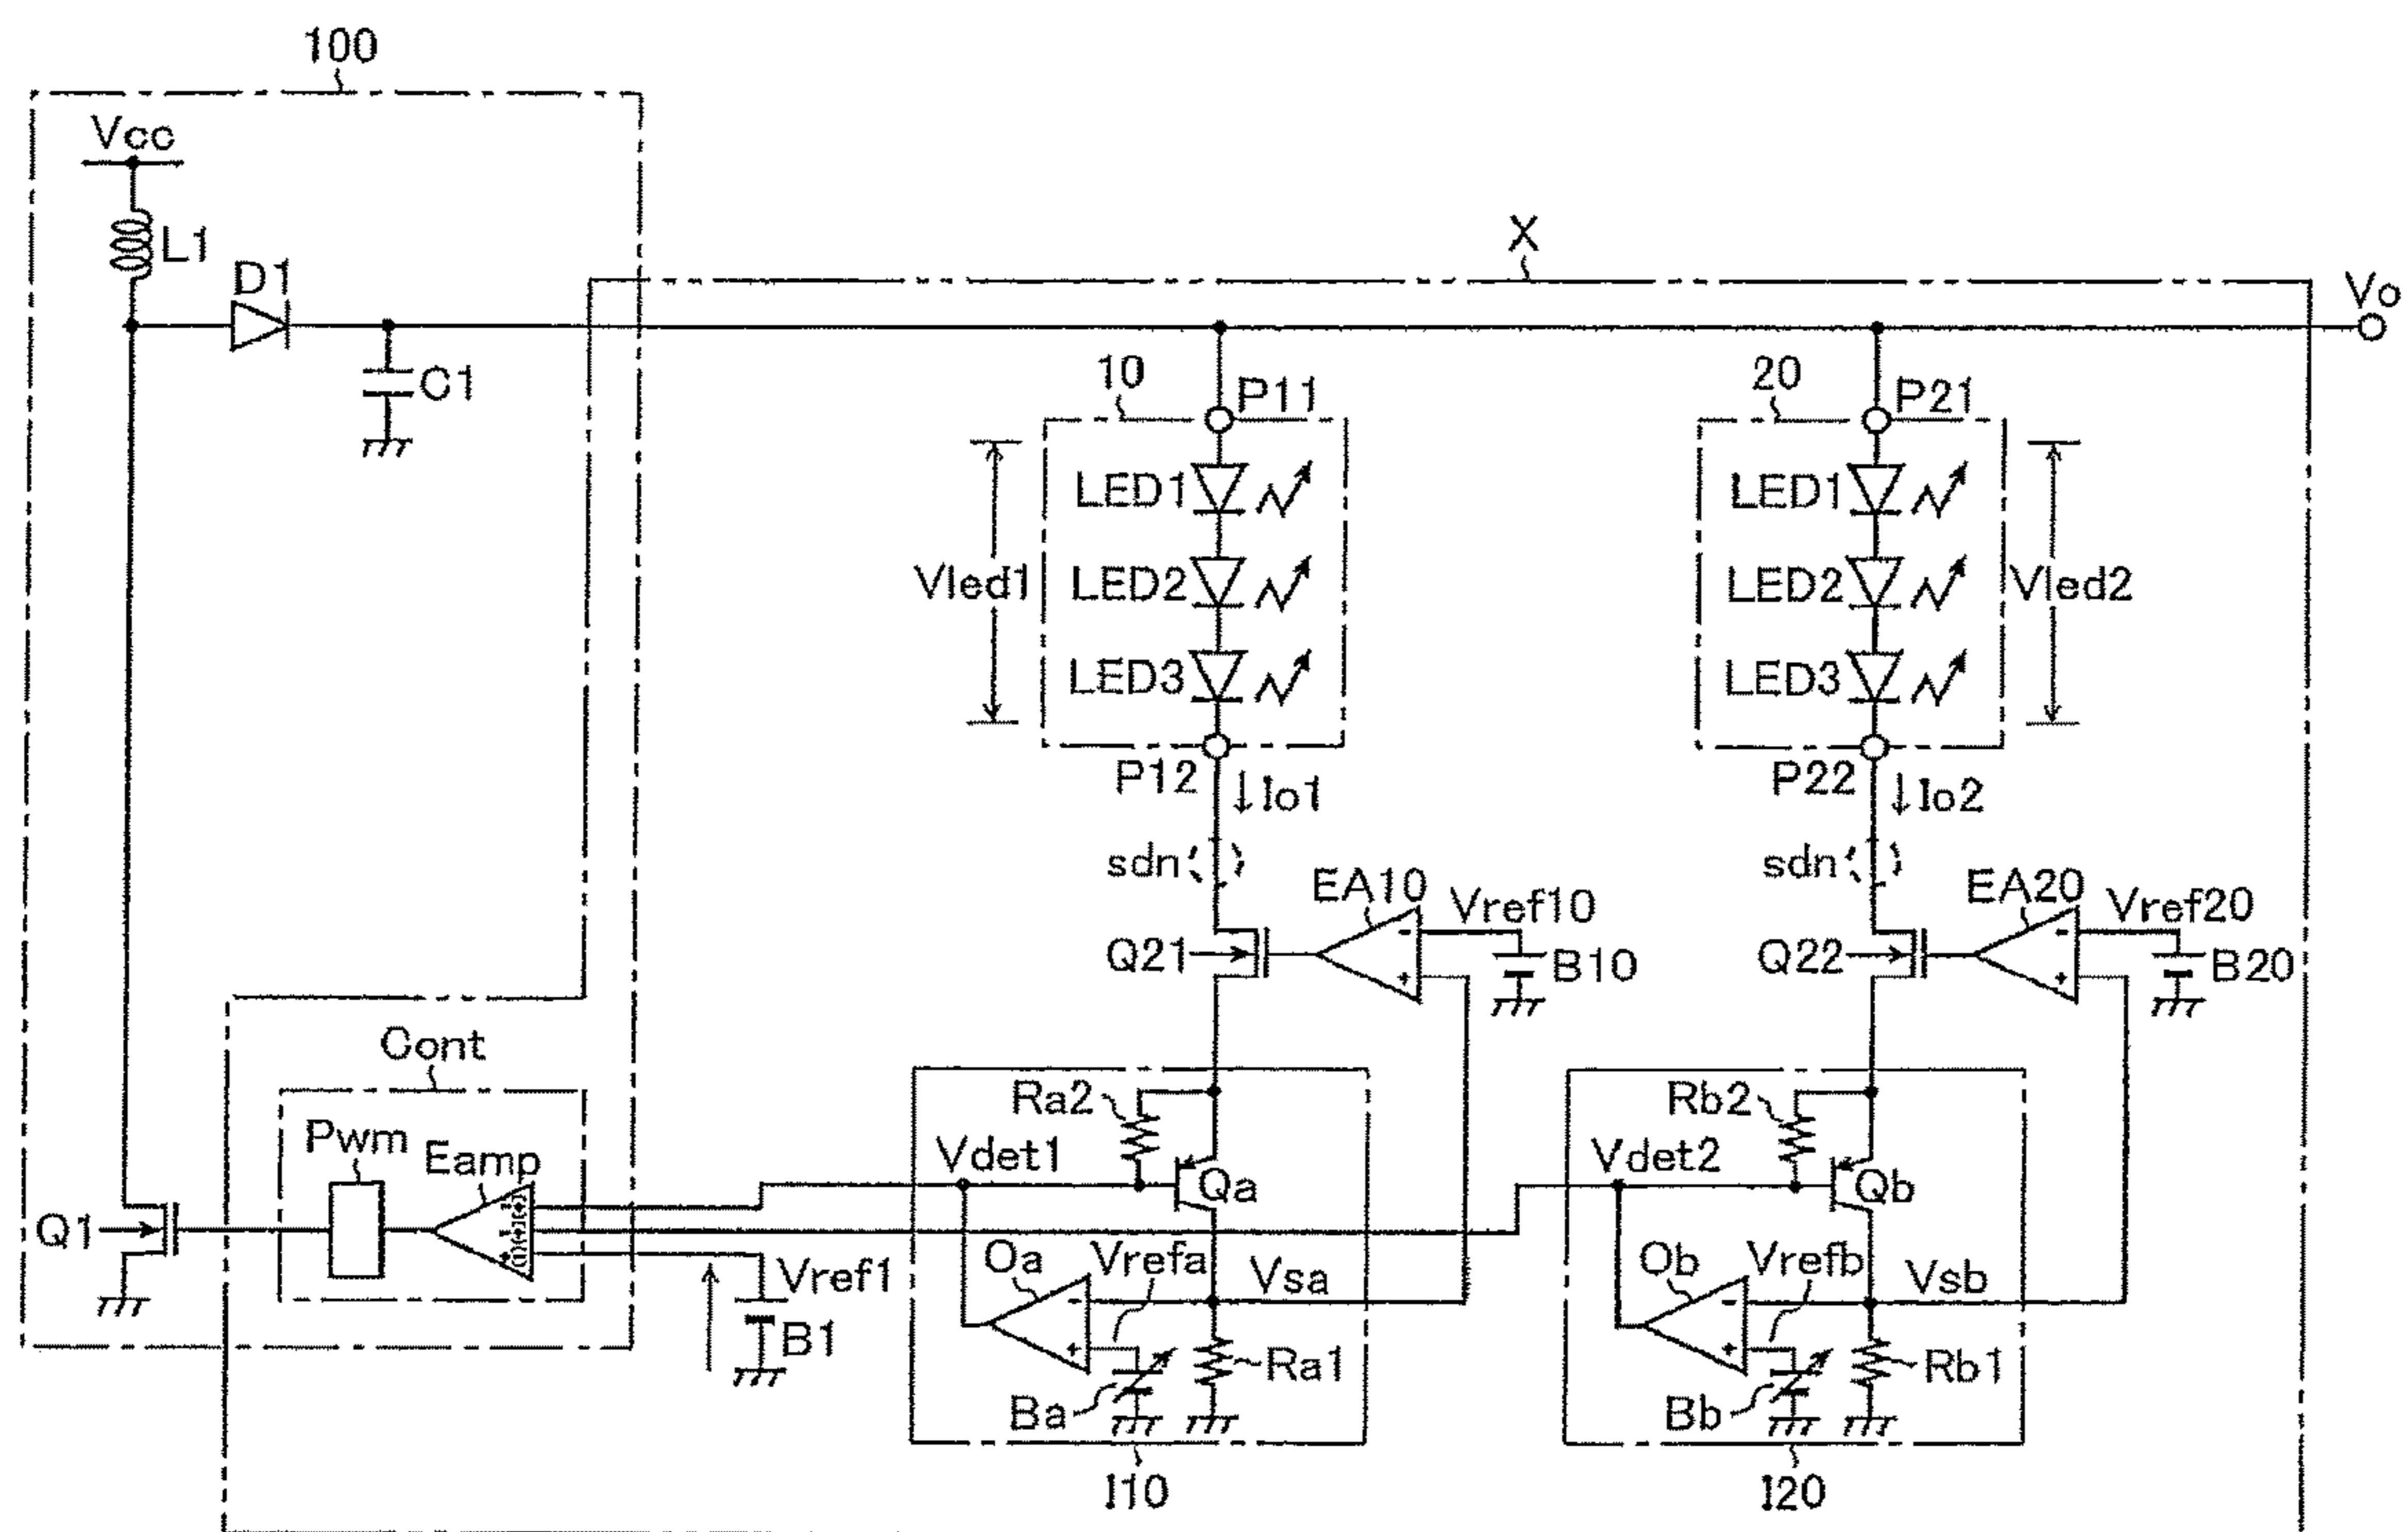 100
Vcc
L1
D1
C1
X
Vo
10
P11
LED1
LED2
LED3
Vled1
P12
Io1
sdn
20
P21
LED1
LED2
LED3
Vled2
P22
Io2
sdn
EA10
Vref10
-
+
Q21
B10
EA20
Vref20
-
+
Q22
B20
Cont
Pwm
Eamp
Q1
Vref1
B1
Ra2
Vdet1
Qa
Oa
Vrefa
Vsa
-
+
Ba
Ra1
I10
Rb2
Vdet2
Qb
Ob
Vrefb
Vsb
-
+
Bb
Rb1
I20